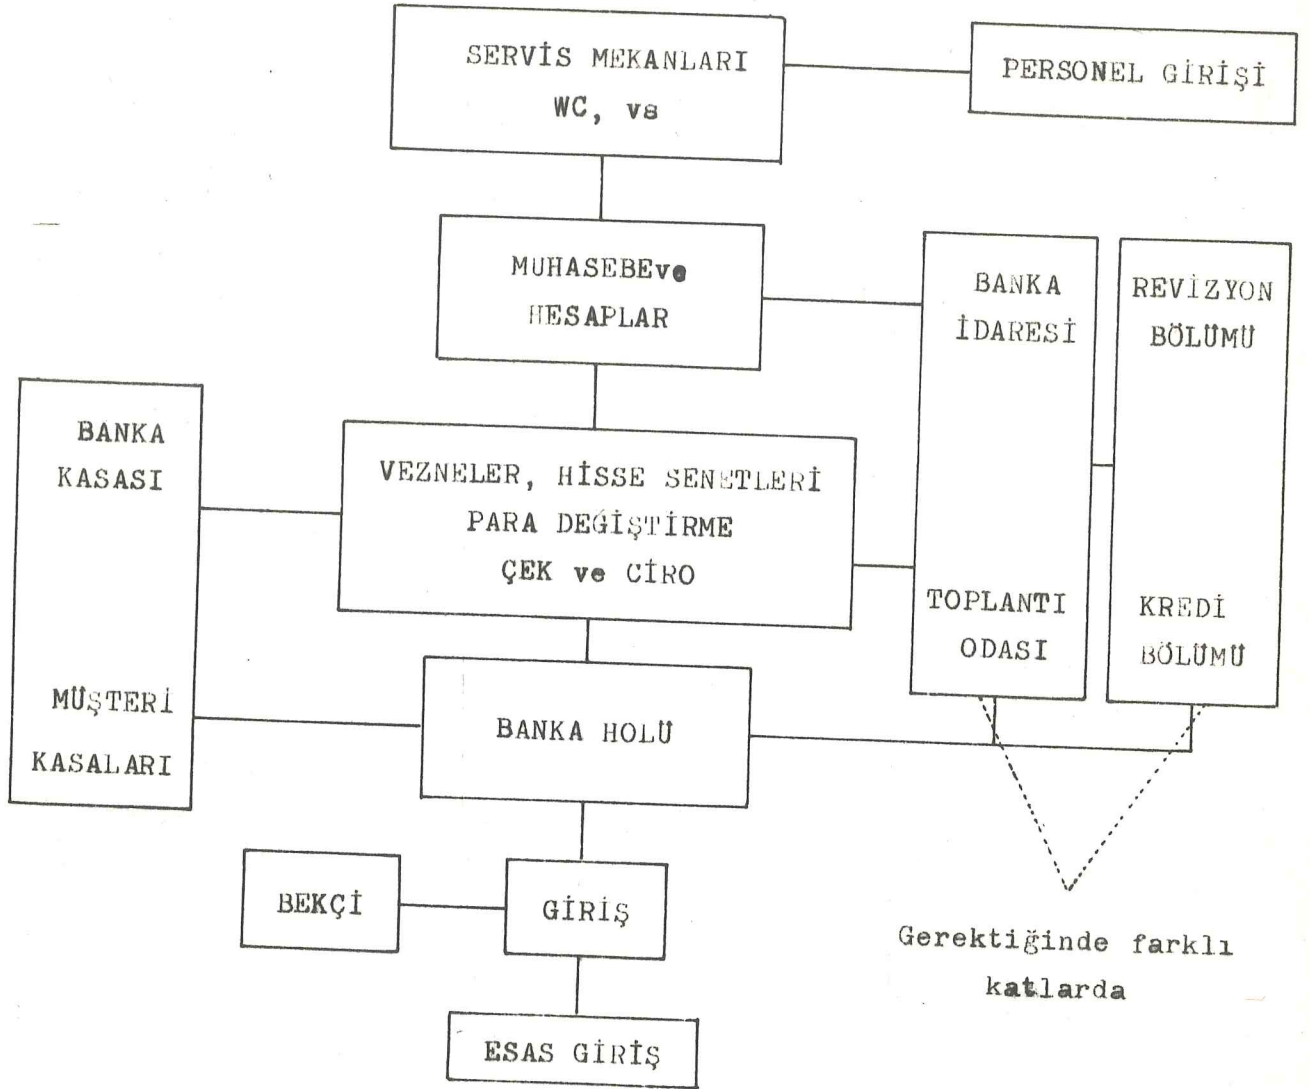 SERVİS MEKANLARI
WC, vs
PERSONEL GİRİŞİ
MUHASEBEve
HESAPLAR
BANKA
İDARESİ
TOPLANTI
ODASI
REVİZYON
BÖLÜMÜ
KREDİ
BÖLÜMÜ
BANKA
KASASI
MÜŞTERİ
KASALARI
VEZNELER, HİSSE SENETLERİ
PARA DEĞİŞTİRME
ÇEK ve CİRO
BANKA HOLÜ
BEKÇİ
GİRİŞ
ESAS GİRİŞ
Gerektiğinde farklı
katlarda